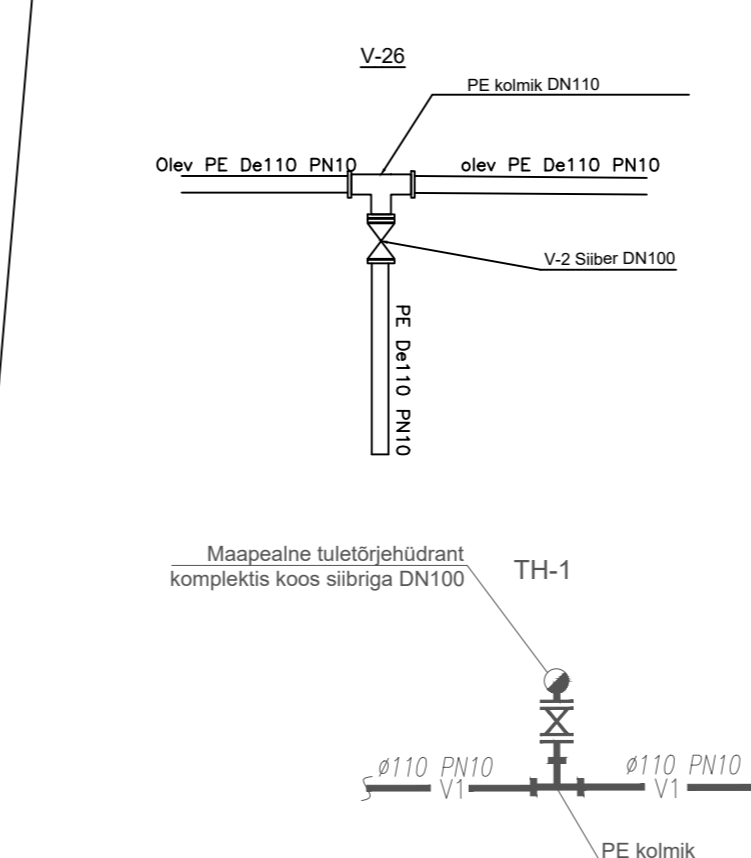 V-26
PE kolmik DN110
Olev PE De110 PN10
olev PE De110 PN10
V-2 Siiber DN100
PE De110 PN10
Maapealne tuletõrjehüdrant
komplektis koos siibriga DN100
TH-1
ø110 PN10
V1
ø110 PN10
V1
PE kolmik